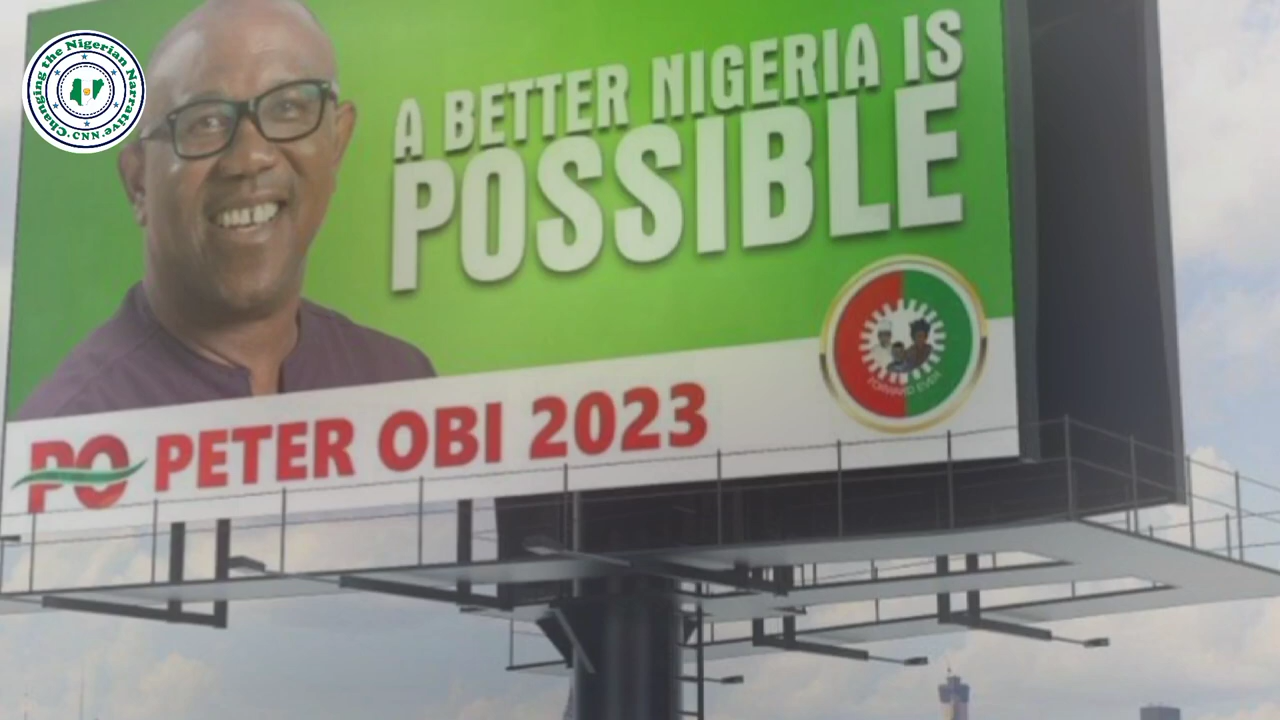 Changing the Nigerian Narrative
CNN.
A BETTER NIGERIA IS
POSSIBLE
FORWARD EVER
PO PETER OBI 2023